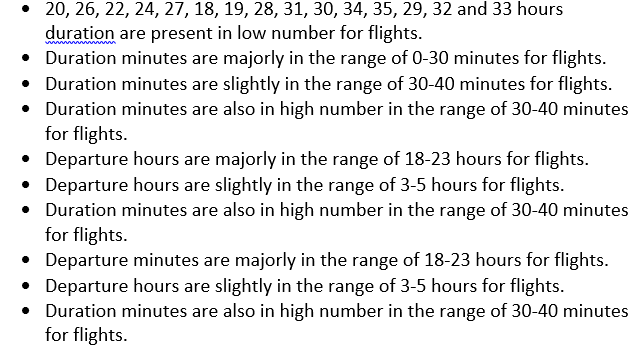 • 20, 26, 22, 24, 27, 18, 19, 28, 31, 30, 34, 35, 29, 32 and 33 hours
duration are present in low number for flights.
• Duration minutes are majorly in the range of 0-30 minutes for flights.
• Duration minutes are slightly in the range of 30-40 minutes for flights.
• Duration minutes are also in high number in the range of 30-40 minutes
for flights.
• Departure hours are majorly in the range of 18-23 hours for flights.
• Departure hours are slightly in the range of 3-5 hours for flights.
• Duration minutes are also in high number in the range of 30-40 minutes
for flights.
• Departure minutes are majorly in the range of 18-23 hours for flights.
• Departure hours are slightly in the range of 3-5 hours for flights.
• Duration minutes are also in high number in the range of 30-40 minutes
for flights.